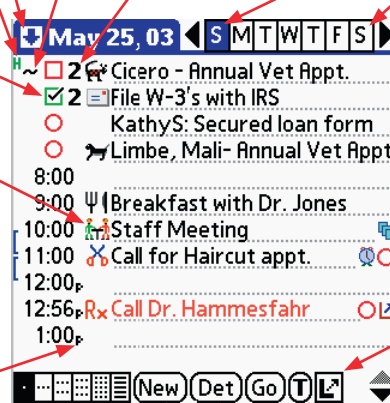 May 25, 03 S M T W T F S
H ~ 2 Cicero - Annual Vet Appt.
2 File W-3's with IRS
KathyS: Secured loan form
Limbe, Mali- Annual Vet Appt
8:00
9:00 Breakfast with Dr. Jones
10:00 Staff Meeting
11:00 Call for Haircut appt.
12:00P
12:56P Rx Call Dr. Hammesfahr
1:00P
New Det Go T